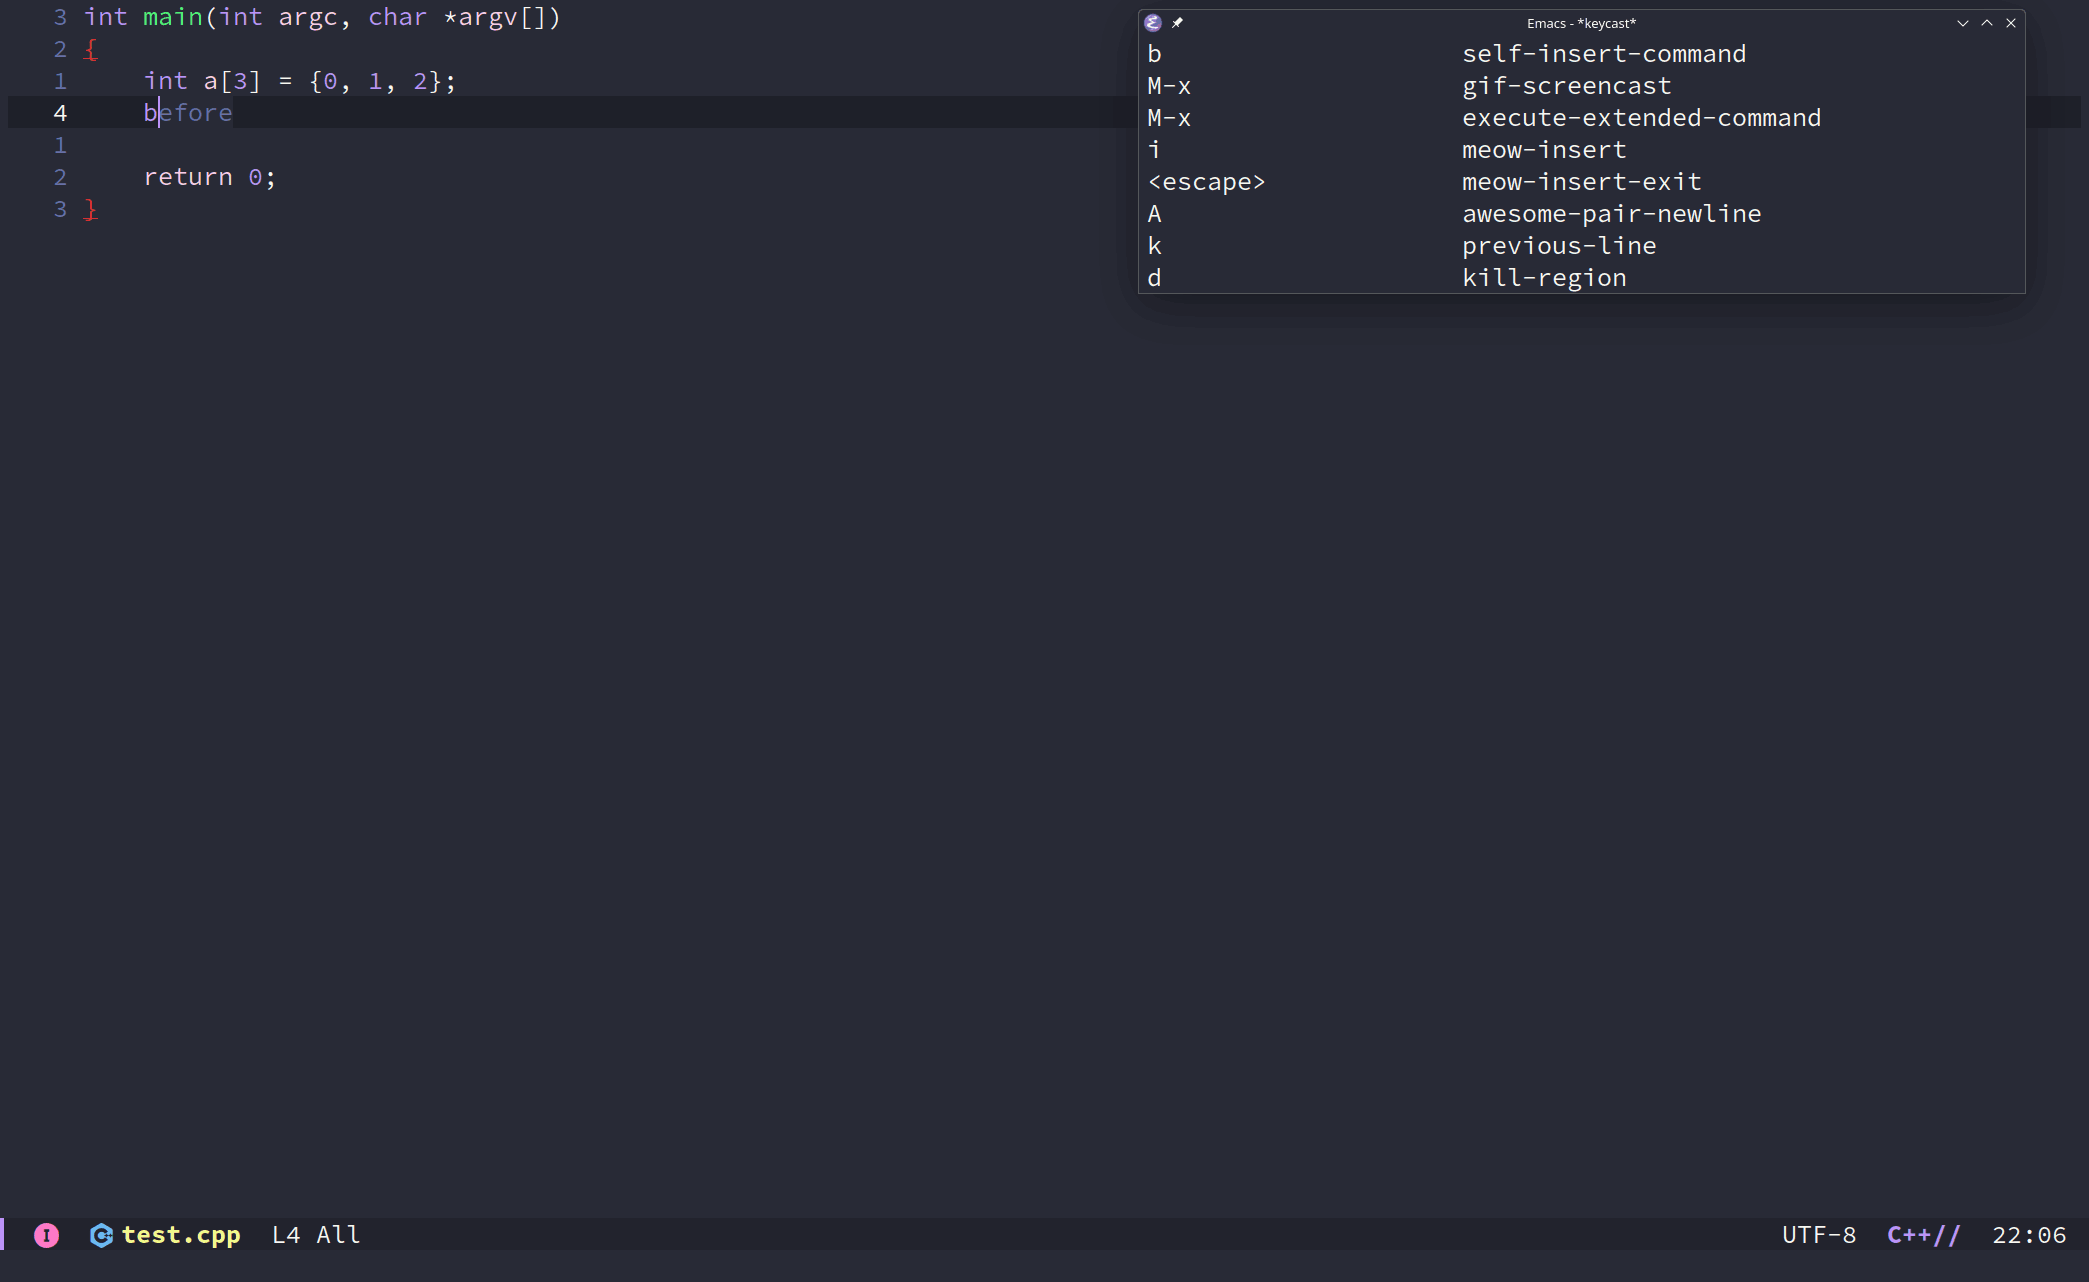 3 int main(int argc, char *argv[])
2 {
1     int a[3] = {0, 1, 2};
4     before
1
2     return 0;
3 }
Emacs - *keycast*
b self-insert-command
M-x gif-screencast
M-x execute-extended-command
i meow-insert
<escape> meow-insert-exit
A awesome-pair-newline
k previous-line
d kill-region
I test.cpp L4 All UTF-8 C++// 22:06